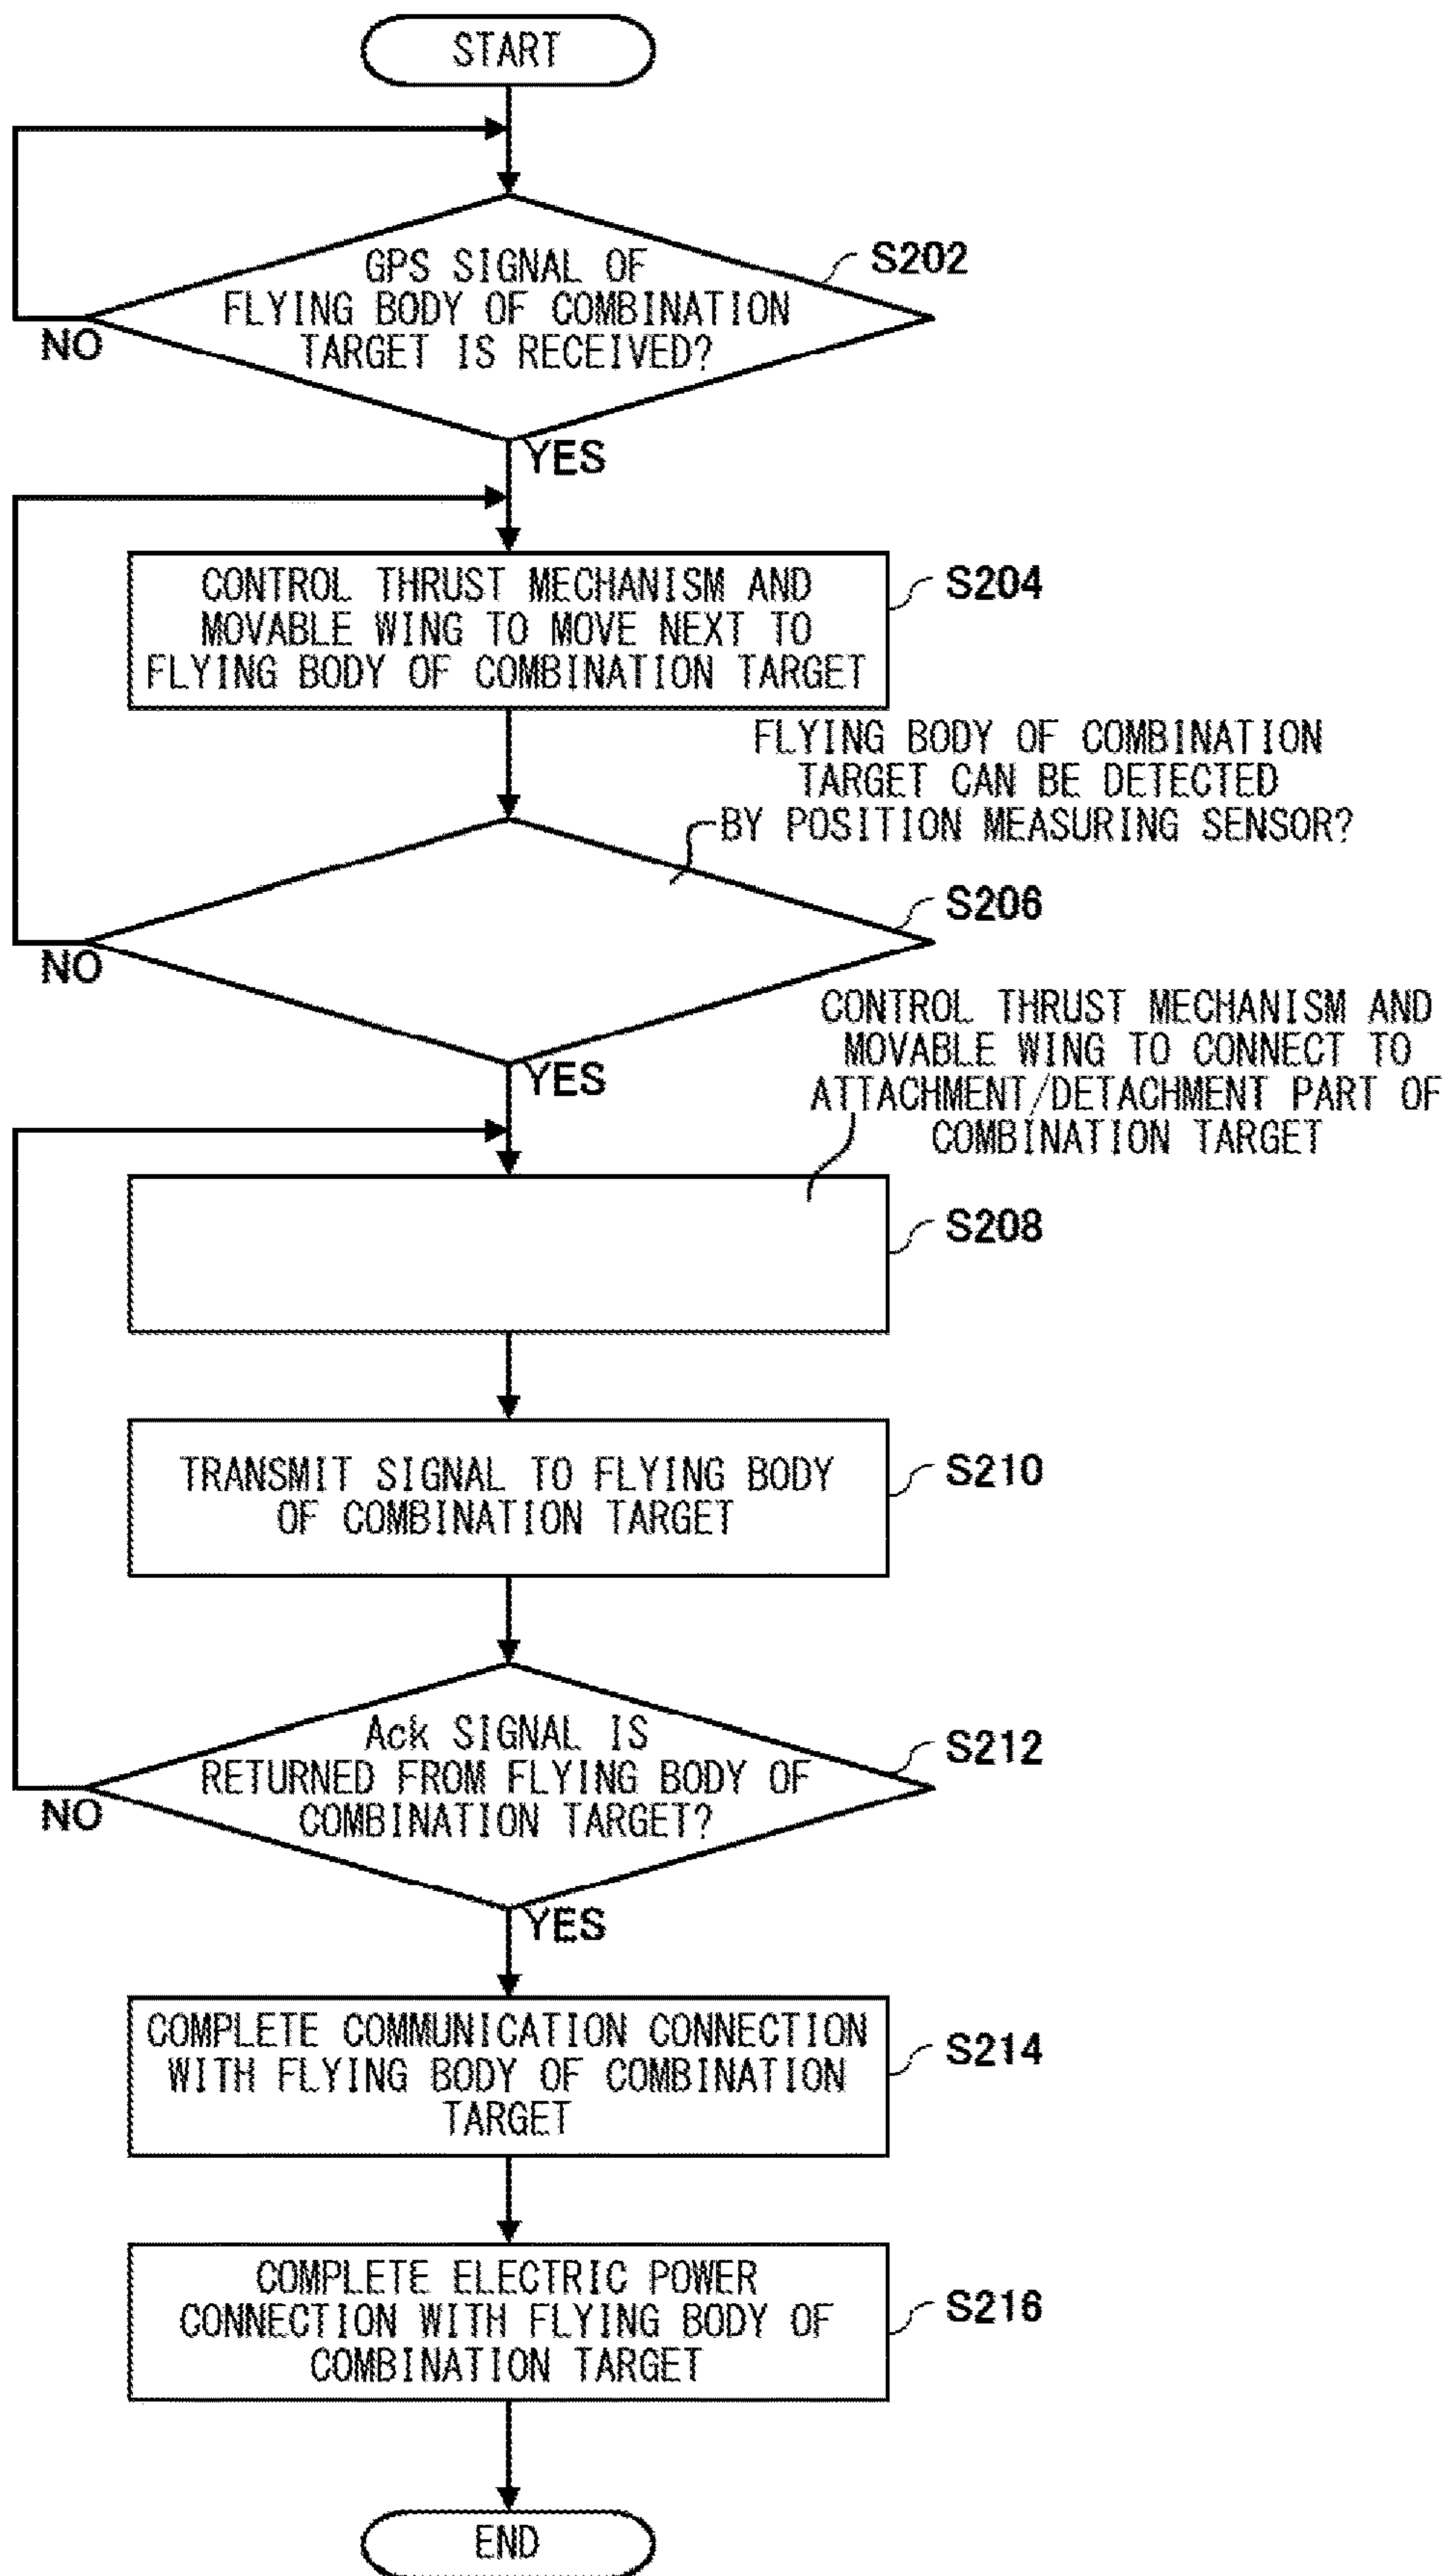 START
GPS SIGNAL OF
FLYING BODY OF COMBINATION
TARGET IS RECEIVED?
S202
NO
YES
CONTROL THRUST MECHANISM AND
MOVABLE WING TO MOVE NEXT TO
FLYING BODY OF COMBINATION TARGET
S204
FLYING BODY OF COMBINATION
TARGET CAN BE DETECTED
BY POSITION MEASURING SENSOR?
S206
NO
YES
CONTROL THRUST MECHANISM AND
MOVABLE WING TO CONNECT TO
ATTACHMENT/DETACHMENT PART OF
COMBINATION TARGET
S208
TRANSMIT SIGNAL TO FLYING BODY
OF COMBINATION TARGET
S210
Ack SIGNAL IS
RETURNED FROM FLYING BODY OF
COMBINATION TARGET?
S212
NO
YES
COMPLETE COMMUNICATION CONNECTION
WITH FLYING BODY OF COMBINATION
TARGET
S214
COMPLETE ELECTRIC POWER
CONNECTION WITH FLYING BODY OF
COMBINATION TARGET
S216
END